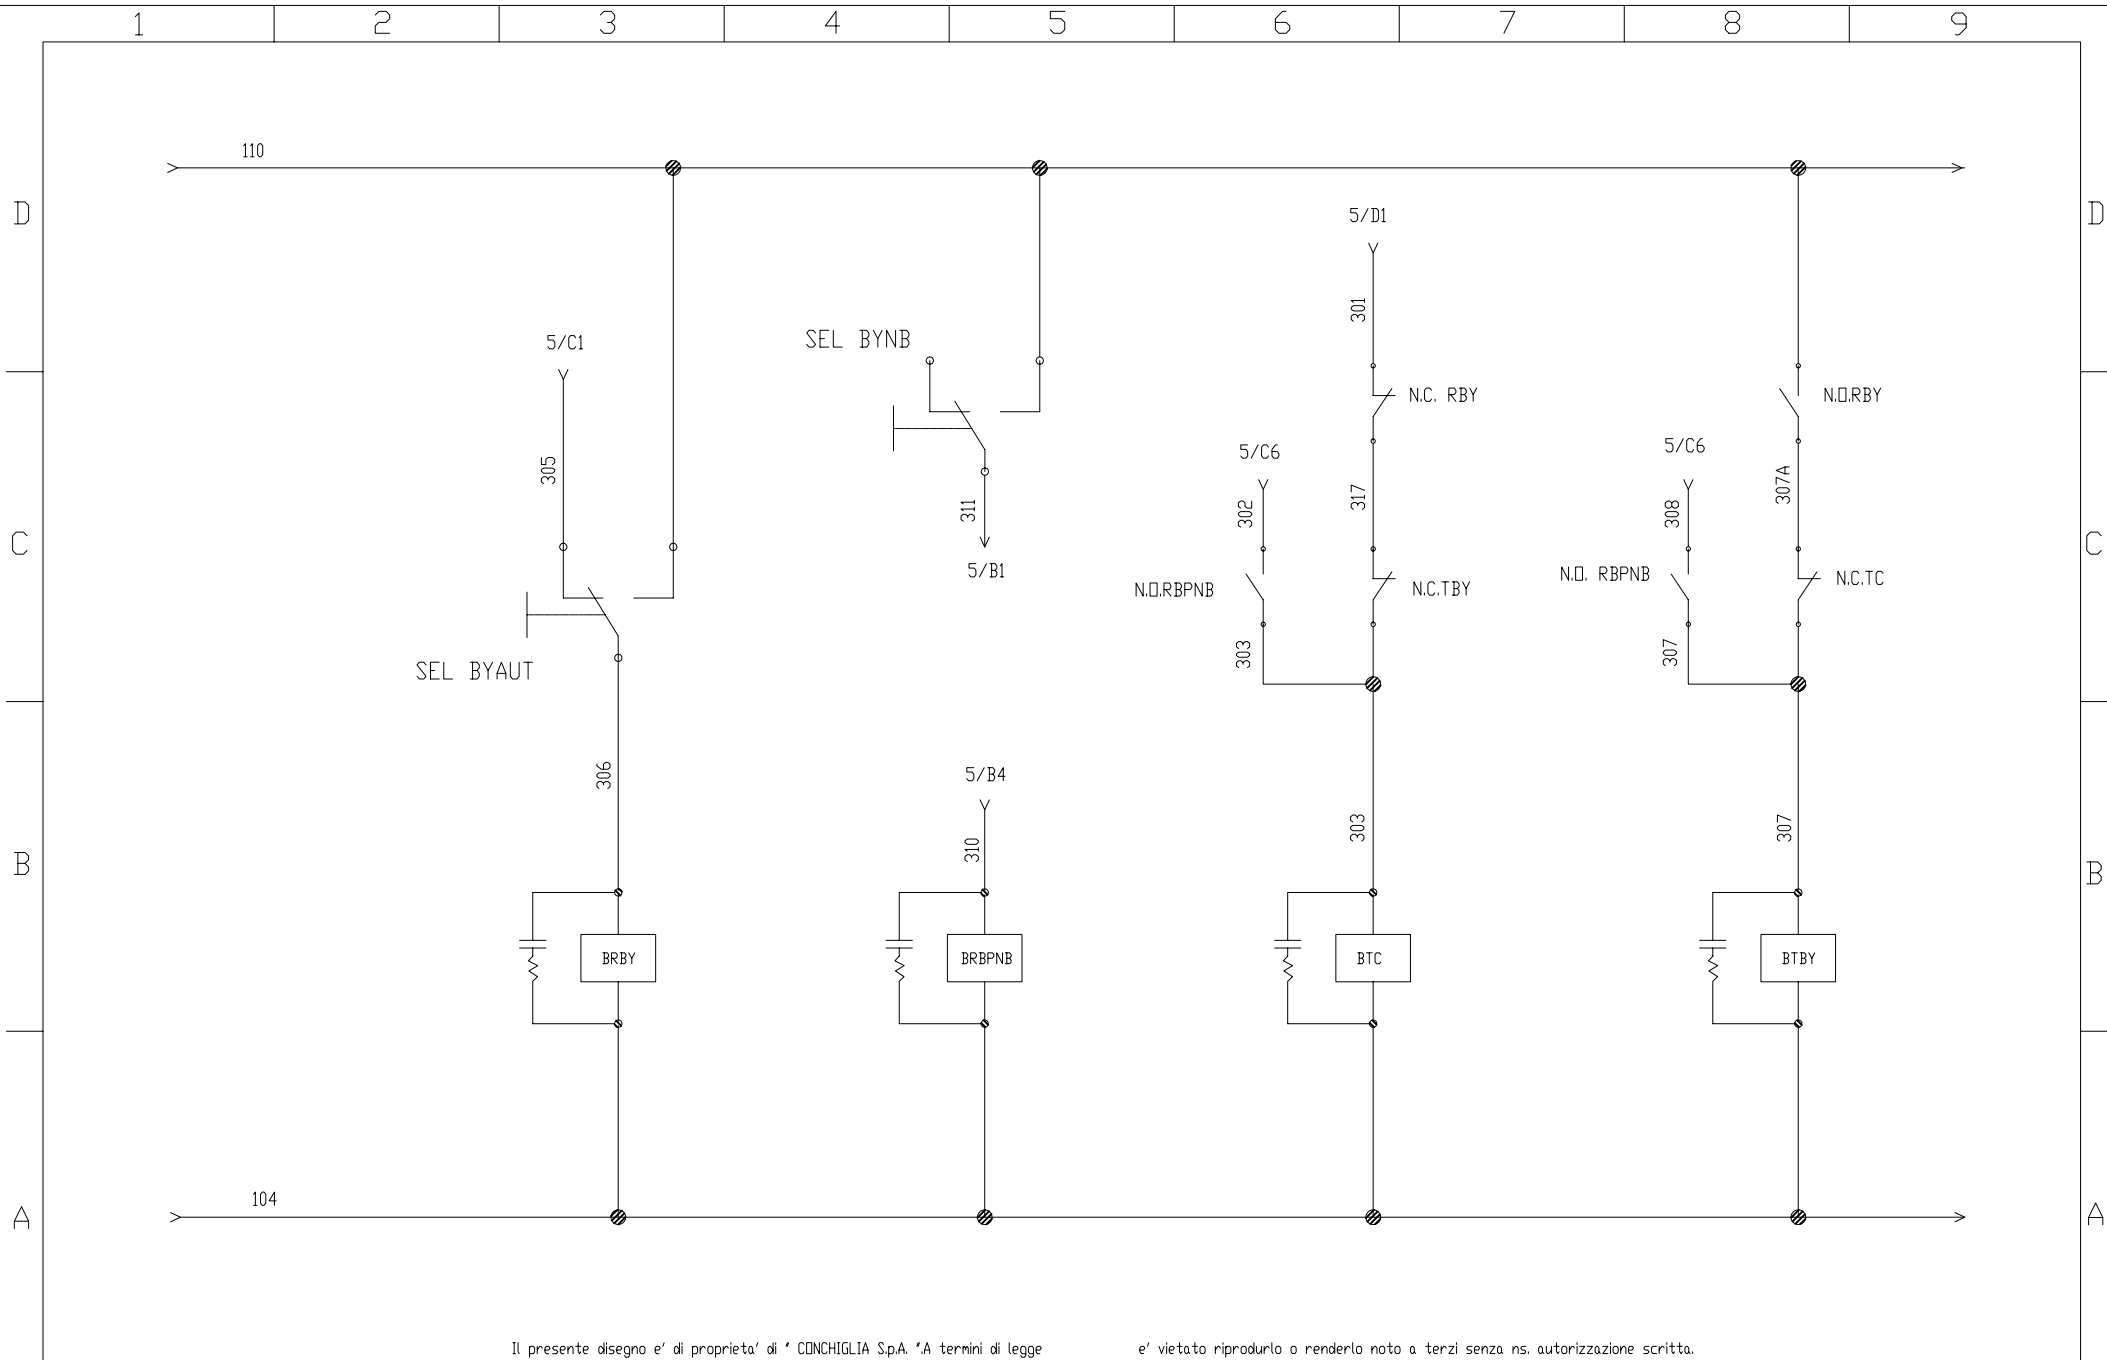 1 2 3 4 5 6 7 8 9
110
D D
5/D1
301
SEL BYNB
5/C1
N.C. RBY
N.O.RBY
5/C6
5/C6
305
311
302
317
308
307A
C C
5/B1
N.O.RBPNB
N.C.TBY
N.O. RBPNB
N.C.TC
SEL BYAUT
303
307
306
5/B4
310
303
307
B B
BRBY
BRBPNB
BTC
BTBY
104
A A
Il presente disegno e' di proprieta' di " CONCHIGLIA S.p.A. ".A termini di legge e' vietato riprodurlo o renderlo noto a terzi senza ns. autorizzazione scritta.